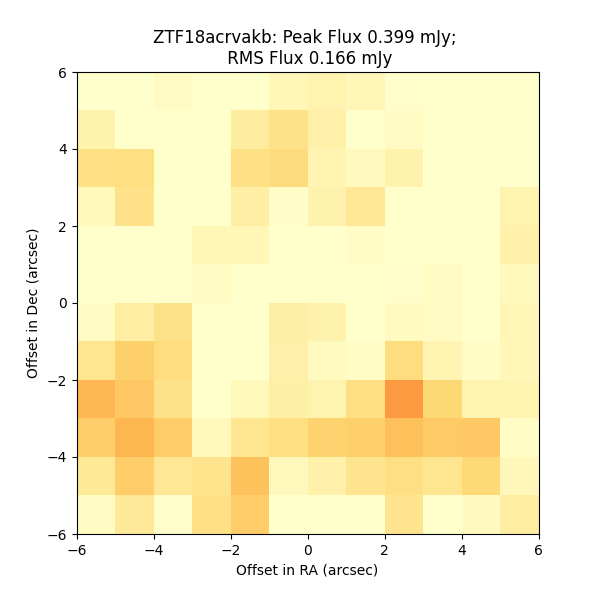 ZTF18acrvakb: Peak Flux 0.399 mJy;
RMS Flux 0.166 mJy
6
4
2
0
−2
−4
−6
Offset in Dec (arcsec)
−6 −4 −2 0 2 4 6
Offset in RA (arcsec)